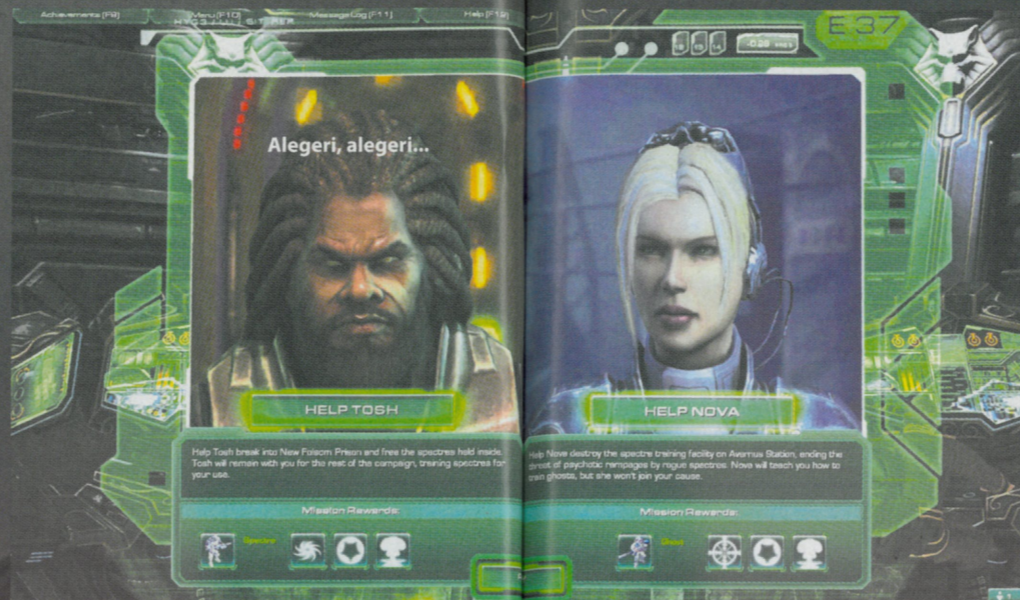 Achievements [F9]
Menu [F10]
Message Log [F11]
Help [F12]
E 37
Alegeri, alegeri...
HELP TOSH
HELP NOVA
Help Tosh break into New Folsom Prison and free the spectres held inside.
Tosh will remain with you for the rest of the campaign, training spectres for
your use.
Help Nova destroy the spectre training facility on Avernus Station, ending the
threat of psychotic rampages by rogue spectres. Nova will teach you how to
train ghosts, but she won't join your cause.
Mission Rewards:
Mission Rewards:
Spectre
Ghost